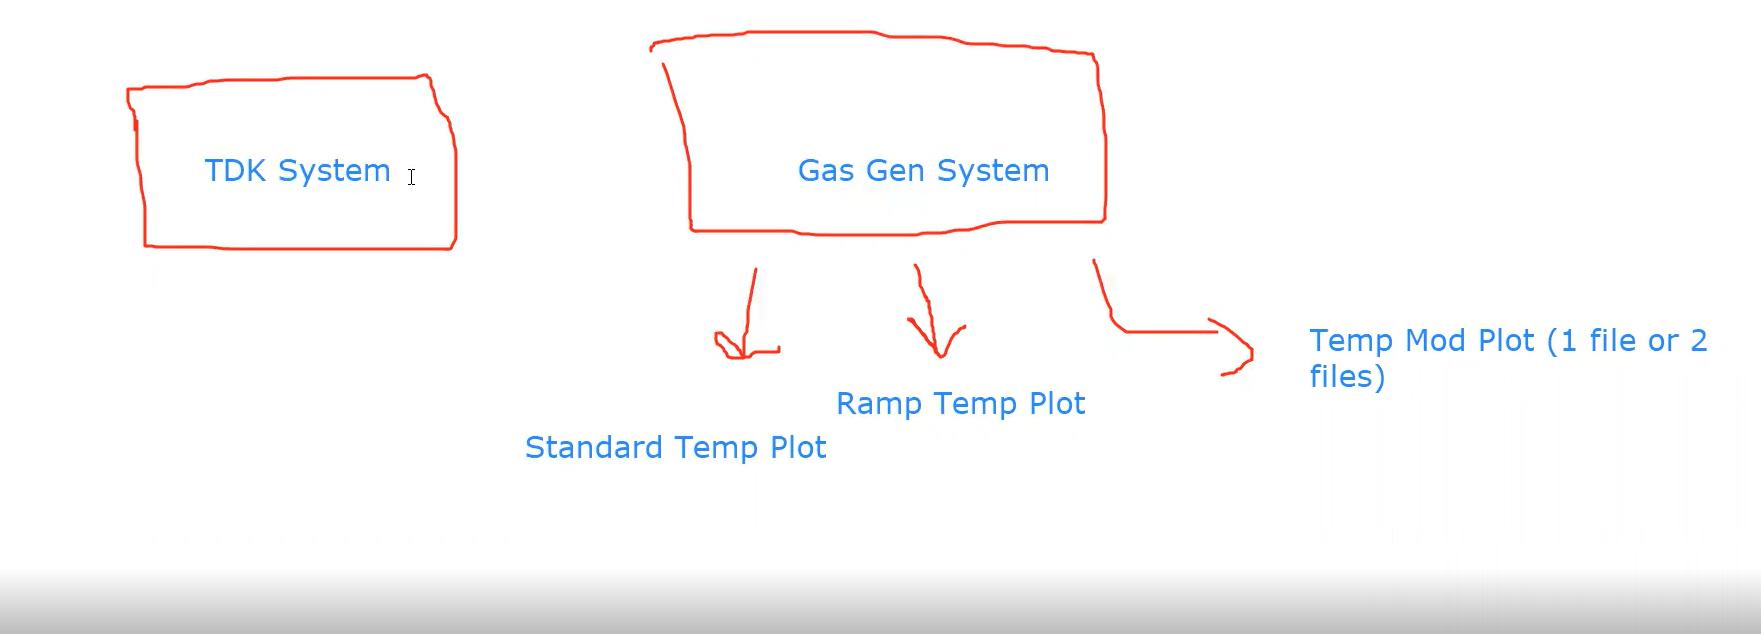 TDK System
Gas Gen System
Temp Mod Plot (1 file or 2
files)
Ramp Temp Plot
Standard Temp Plot